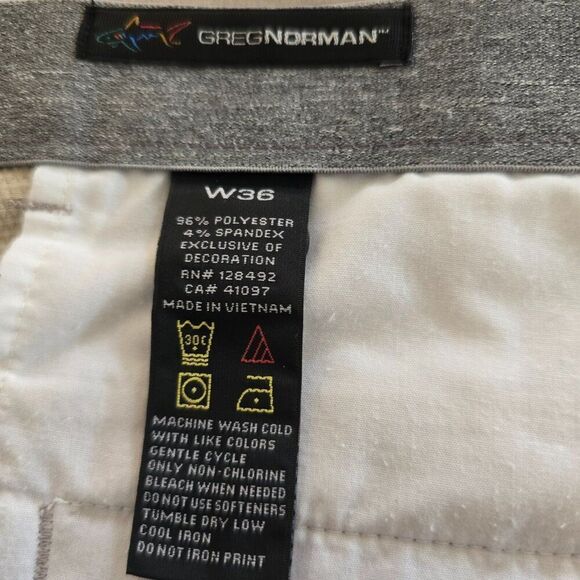 GREGNORMAN™
W36
96% POLYESTER
4% SPANDEX
EXCLUSIVE OF
DECORATION
RN# 128492
CA# 41097
MADE IN VIETNAM
30C
MACHINE WASH COLD
WITH LIKE COLORS
GENTLE CYCLE
ONLY NON-CHLORINE
BLEACH WHEN NEEDED
DO NOT USE SOFTENERS
TUMBLE DRY LOW
COOL IRON
DO NOT IRON PRINT